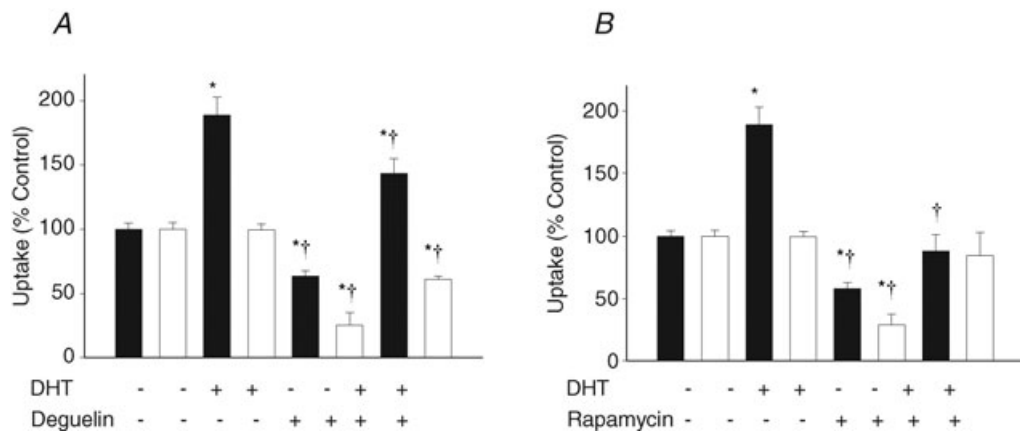 A
B
Uptake (% Control)
200
150
100
50
0
*
*†
*†
*†
*†
DHT - - + + - - + +
Deguelin - - - - + + + +
Uptake (% Control)
200
150
100
50
0
*
*†
*†
†
DHT - - + + - - + +
Rapamycin - - - - + + + +